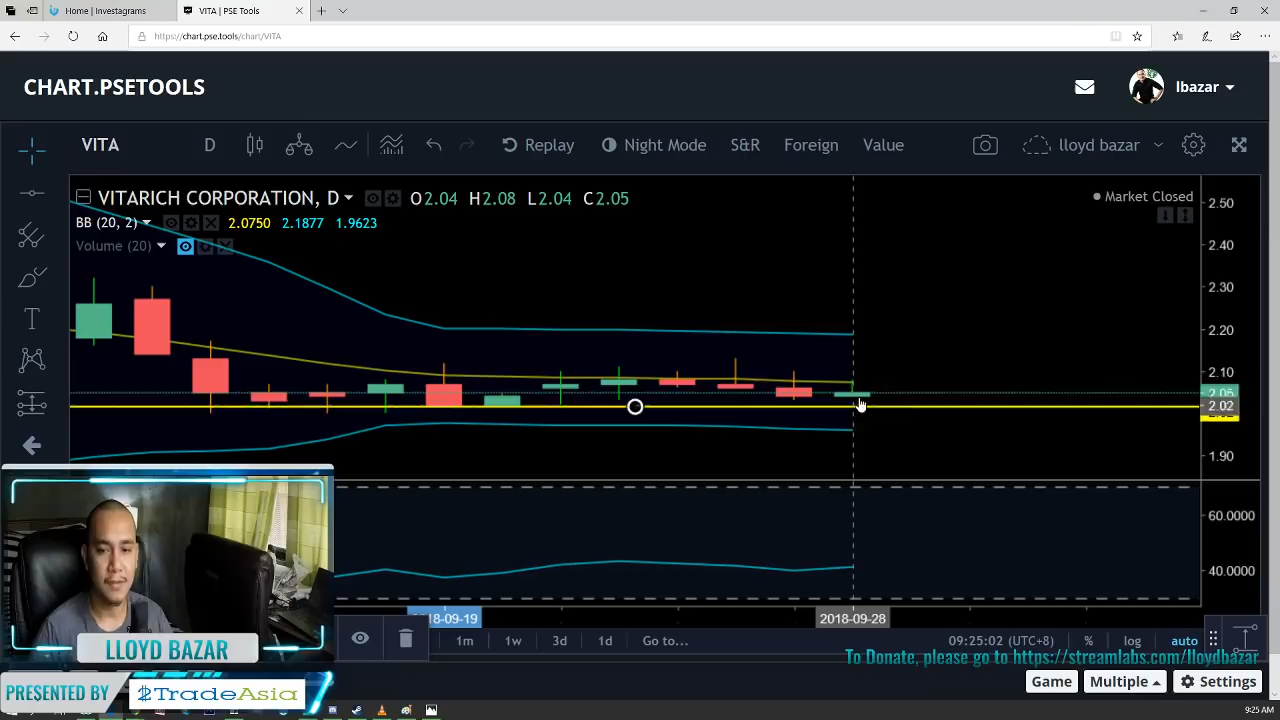 Home | Investagrams
VITA | PSE Tools
https://chart.pse.tools/chart/VITA
CHART.PSETOOLS
lbazar
VITA
D
Replay
Night Mode
S&R
Foreign
Value
lloyd bazar
VITARICH CORPORATION, D
O2.04 H2.08 L2.04 C2.05
Market Closed
BB (20, 2)
2.0750 2.1877 1.9623
Volume (20)
2.50
2.40
2.30
2.20
2.10
2.05
2.02
1.90
60.0000
40.0000
18-09-19
2018-09-28
1m 1w 3d 1d Go to...
09:25:02 (UTC+8)
% log auto
LLOYD BAZAR
To Donate, please go to https://streamlabs.com/lloydbazar
PRESENTED BY
TradeAsia
Game
Multiple
Settings
9:25 AM